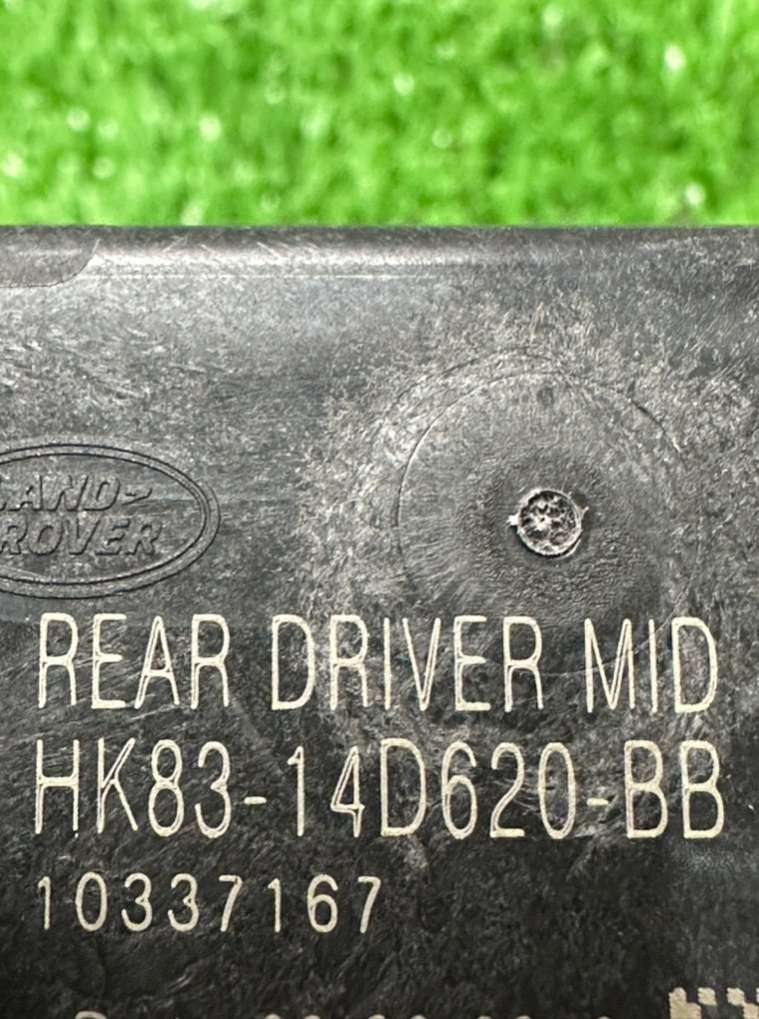 LAND
ROVER
REAR DRIVER MID
HK83-14D620-BB
10337167